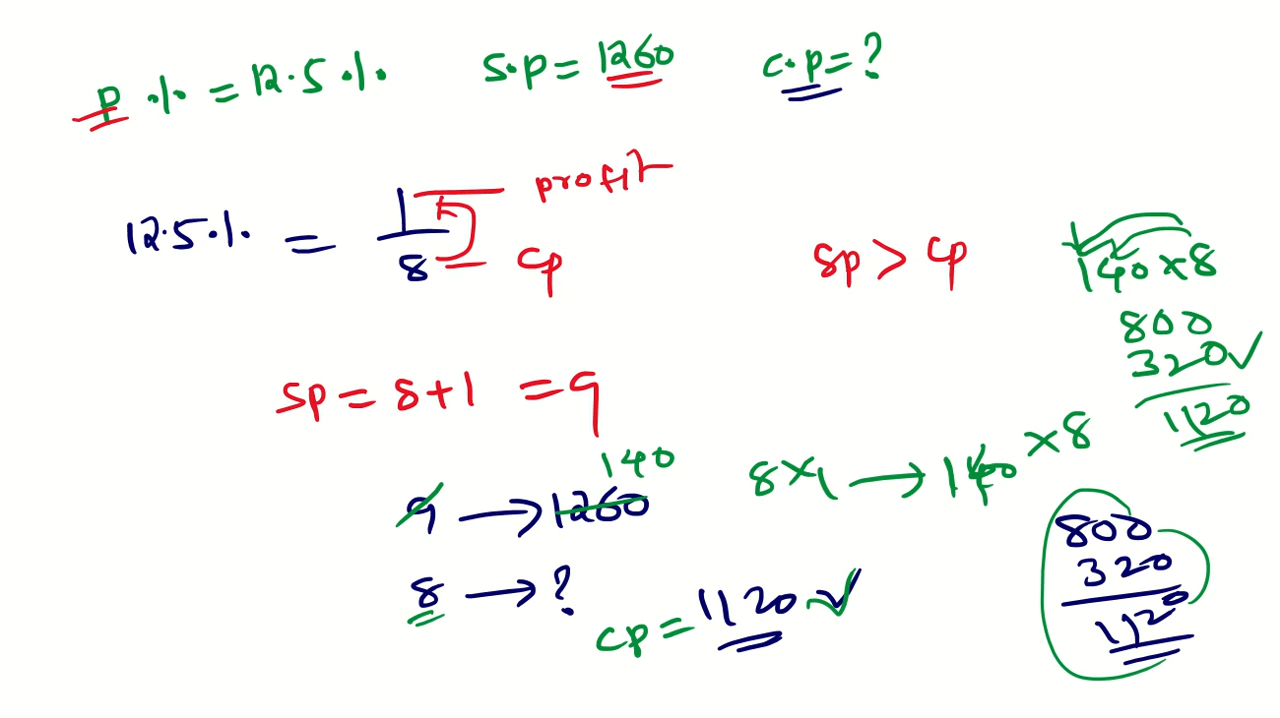 P ·/· = 12·5·/· S·P = 1260 C·P = ?
12·5·/· = 1/8 profit CP
SP > CP
140 x 8
800
320 ✓
1120
SP = 8+1 = 9
140
9 → 1260
8 x 1 → 140 x 8
8 → ?
CP = 1120 ✓
800
320
1120